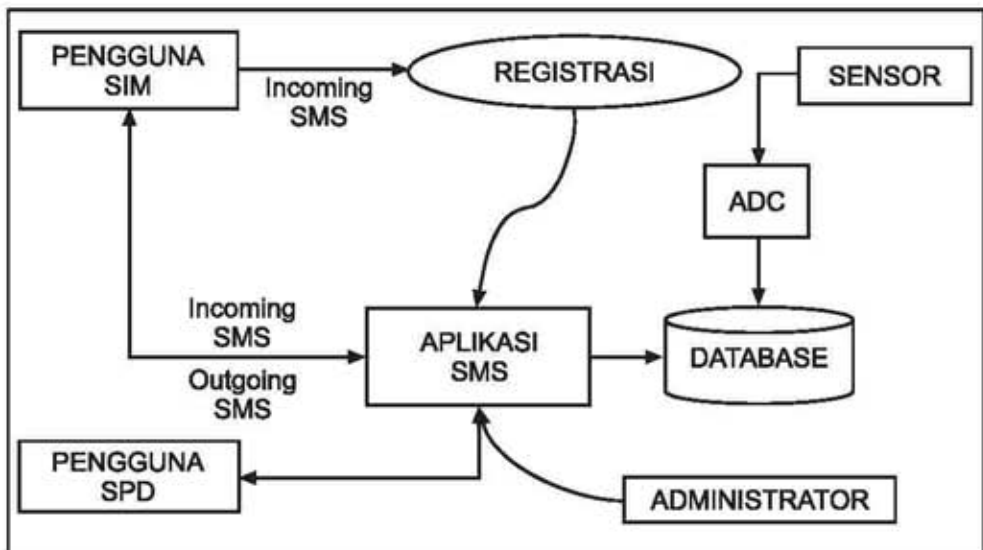 PENGGUNA
SIM
Incoming
SMS
REGISTRASI
SENSOR
ADC
Incoming
SMS
Outgoing
SMS
APLIKASI
SMS
DATABASE
PENGGUNA
SPD
ADMINISTRATOR